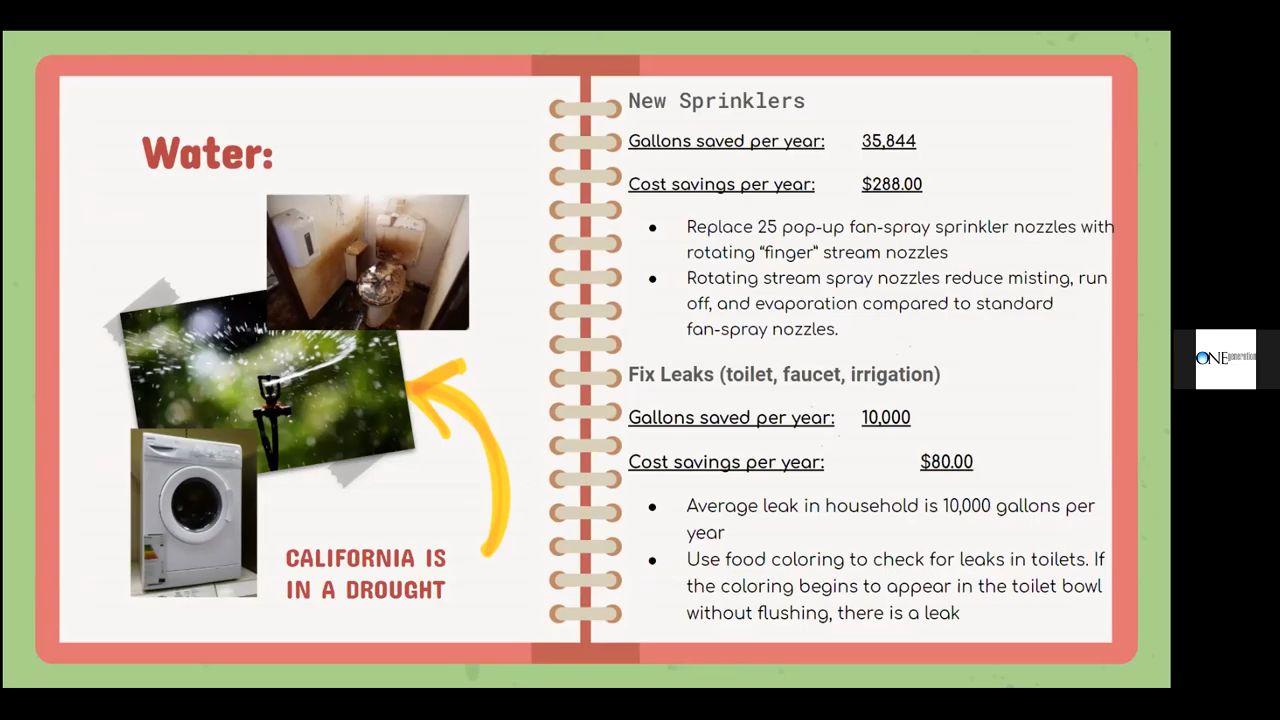 Water:
CALIFORNIA IS
IN A DROUGHT
New Sprinklers
Gallons saved per year: 35,844
Cost savings per year: $288.00
● Replace 25 pop-up fan-spray sprinkler nozzles with
rotating “finger” stream nozzles
● Rotating stream spray nozzles reduce misting, run
off, and evaporation compared to standard
fan-spray nozzles.
Fix Leaks (toilet, faucet, irrigation)
Gallons saved per year: 10,000
Cost savings per year: $80.00
● Average leak in household is 10,000 gallons per
year
● Use food coloring to check for leaks in toilets. If
the coloring begins to appear in the toilet bowl
without flushing, there is a leak
ONEgeneration